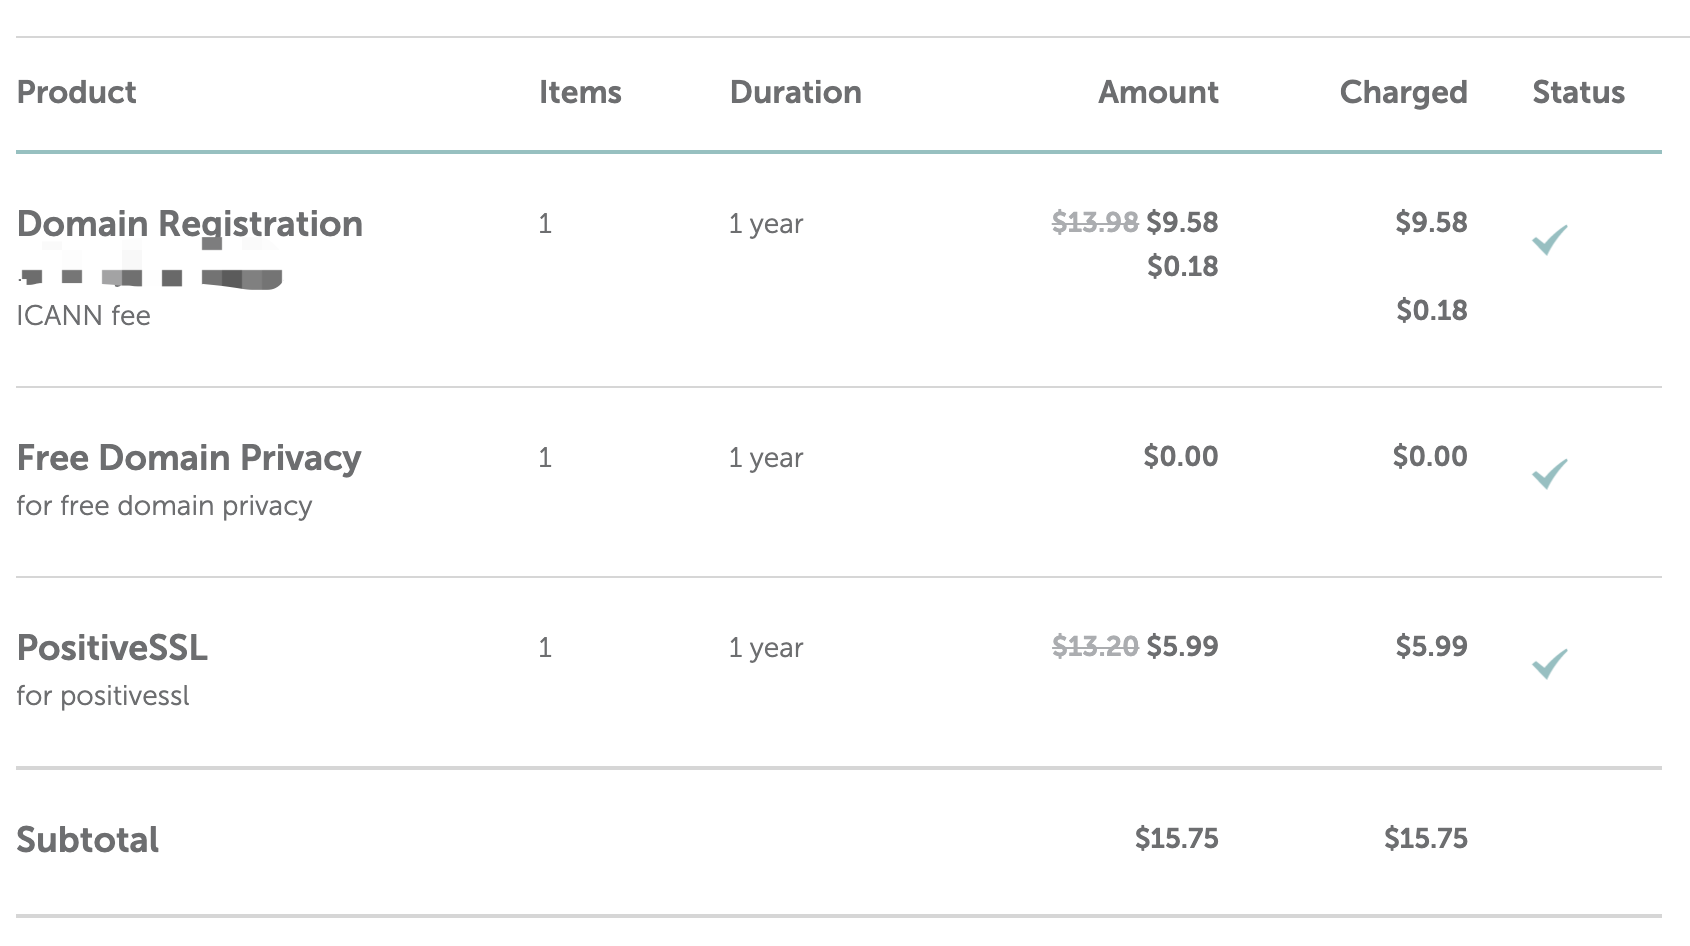 Product Items Duration Amount Charged Status
Domain Registration 1 1 year $13.98 $9.58 $9.58
$0.18
ICANN fee $0.18
Free Domain Privacy 1 1 year $0.00 $0.00
for free domain privacy
PositiveSSL 1 1 year $13.20 $5.99 $5.99
for positivessl
Subtotal $15.75 $15.75